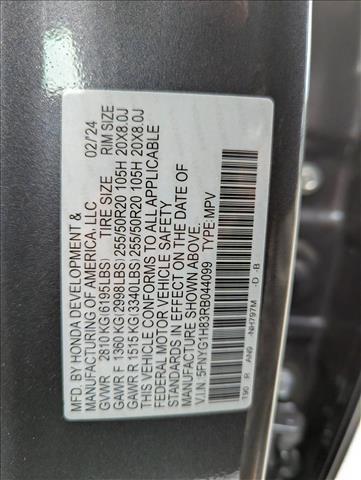 MFD. BY HONDA DEVELOPMENT & 02/24
MANUFACTURING OF AMERICA, LLC
GVWR 2810 KG(6195LBS) TIRE SIZE RIM SIZE
GAWR F 1360 KG(2998LBS) 255/50R20 105H 20X8.0J
GAWR R 1515 KG(3340LBS) 255/50R20 105H 20X8.0J
THIS VEHICLE CONFORMS TO ALL APPLICABLE
FEDERAL MOTOR VEHICLE SAFETY STANDARDS
IN EFFECT ON THE DATE OF
MANUFACTURE SHOWN ABOVE.
V.I.N. 5FNYG1H83RB044099 TYPE:MPV
T90 R AN9 -NH797M -D -B